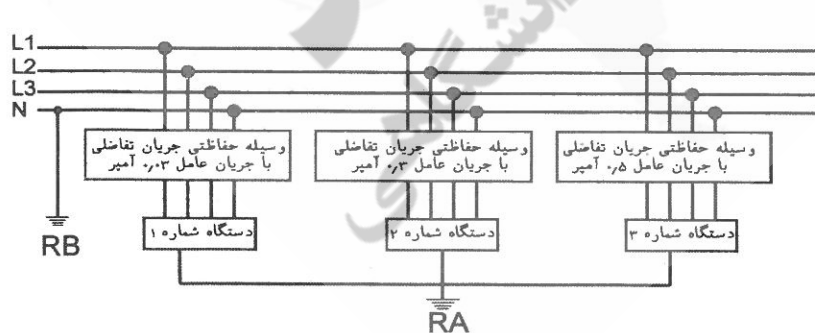 L1
L2
L3
N
وسیله حفاظتی جریان تفاضلی
با جریان عامل ۰٫۰۳ آمپر
وسیله حفاظتی جریان تفاضلی
با جریان عامل ۰٫۳ آمپر
وسیله حفاظتی جریان تفاضلی
با جریان عامل ۰٫۵ آمپر
دستگاه شماره ۱
دستگاه شماره ۲
دستگاه شماره ۳
RB
RA